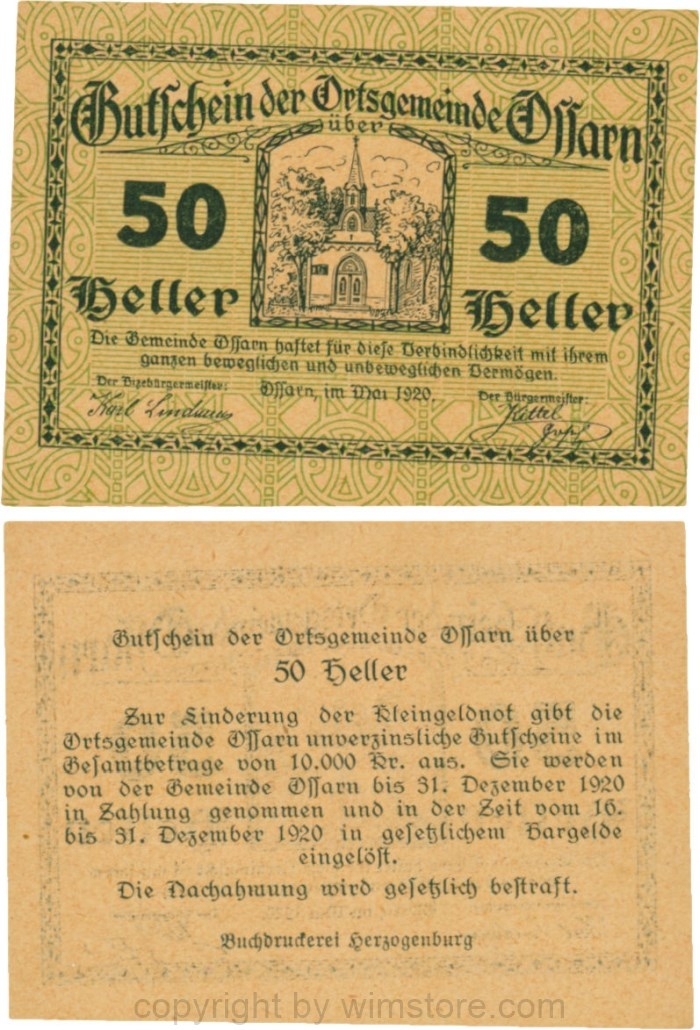 Gutschein der Ortsgemeinde Ossarn
über
50 50
Heller Heller
Die Gemeinde Ossarn haftet für diese Verbindlichkeit mit ihrem
ganzen beweglichen und unbeweglichen Vermögen.
Der Vizebürgermeister: Ossarn, im Mai 1920. Der Bürgermeister:
Karl
Gutschein der Ortsgemeinde Ossarn über
50 Heller
Zur Linderung der Kleingeldnot gibt die
Ortsgemeinde Ossarn unverzinsliche Gutscheine im
Gesamtbetrage von 10.000 Kr. aus. Sie werden
von der Gemeinde Ossarn bis 31. Dezember 1920
in Zahlung genommen und in der Zeit vom 16.
bis 31. Dezember 1920 in gesetzlichem Bargelde
eingelöst.
Die Nachahmung wird gesetzlich bestraft.
Buchdruckerei Herzogenburg
copyright by wimstore.com